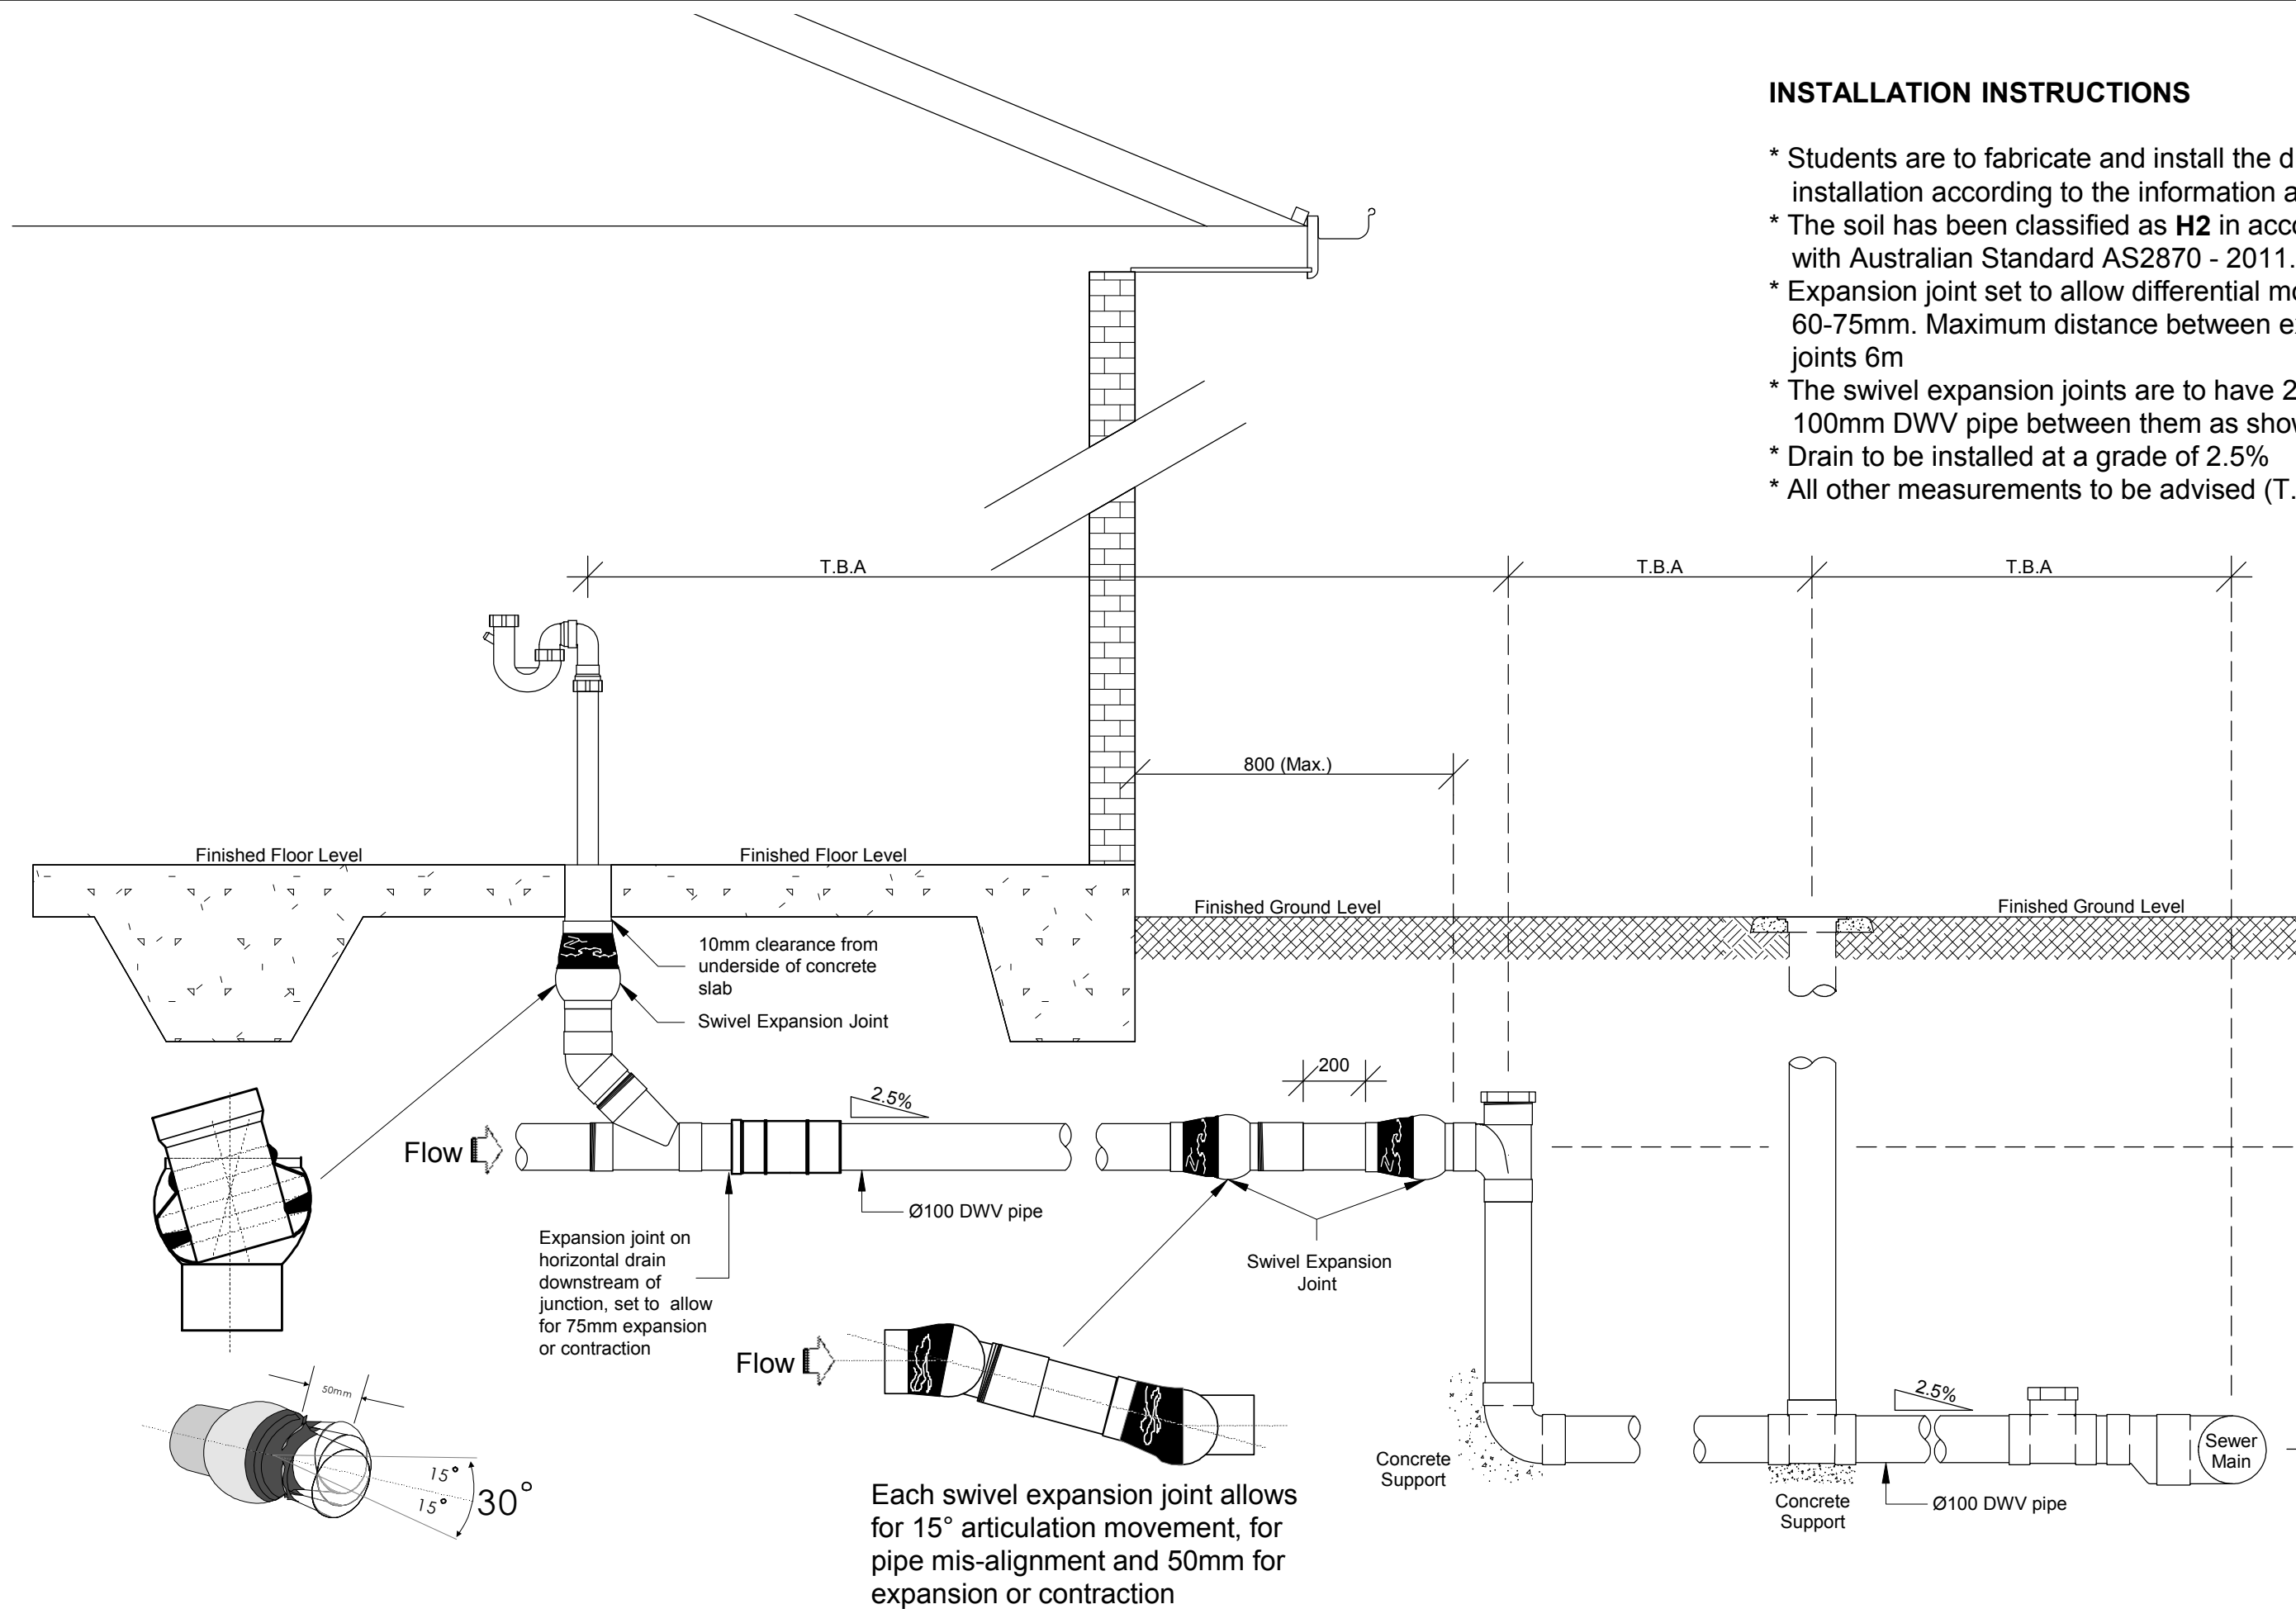 INSTALLATION INSTRUCTIONS
* Students are to fabricate and install the
installation according to the information
* The soil has been classified as H2 in
with Australian Standard AS2870 - 2011.
* Expansion joint set to allow differential
60-75mm. Maximum distance between
joints 6m
* The swivel expansion joints are to have
100mm DWV pipe between them as
* Drain to be installed at a grade of 2.5%
* All other measurements to be advised
T.B.A
T.B.A
T.B.A
800 (Max.)
Finished Floor Level
Finished Floor Level
Finished Ground Level
Finished Ground Level
10mm clearance from
underside of concrete
slab
Swivel Expansion Joint
200
2.5%
Flow
Ø100 DWV pipe
Expansion joint on
horizontal drain
downstream of
junction, set to allow
for 75mm expansion
or contraction
Swivel Expansion
Joint
Flow
50mm
15°
15°
30°
2.5%
Sewer
Main
Concrete
Support
Concrete
Support
Ø100 DWV pipe
Each swivel expansion joint allows
for 15° articulation movement, for
pipe mis-alignment and 50mm for
expansion or contraction